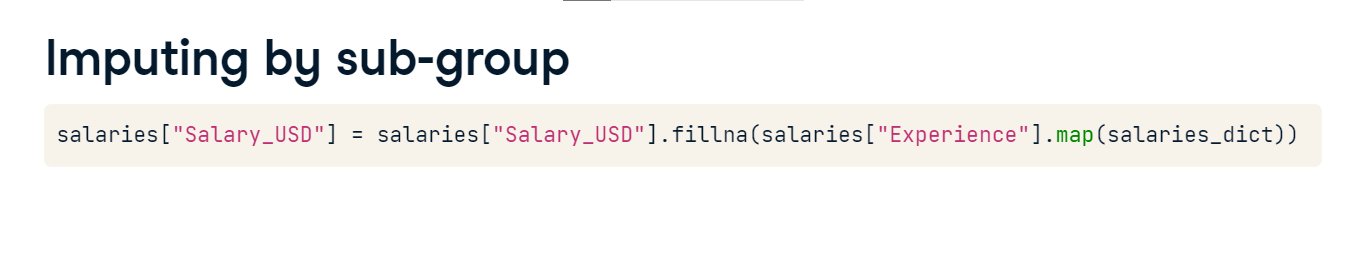 Imputing by sub-group
salaries["Salary_USD"] = salaries["Salary_USD"].fillna(salaries["Experience"].map(salaries_dict))